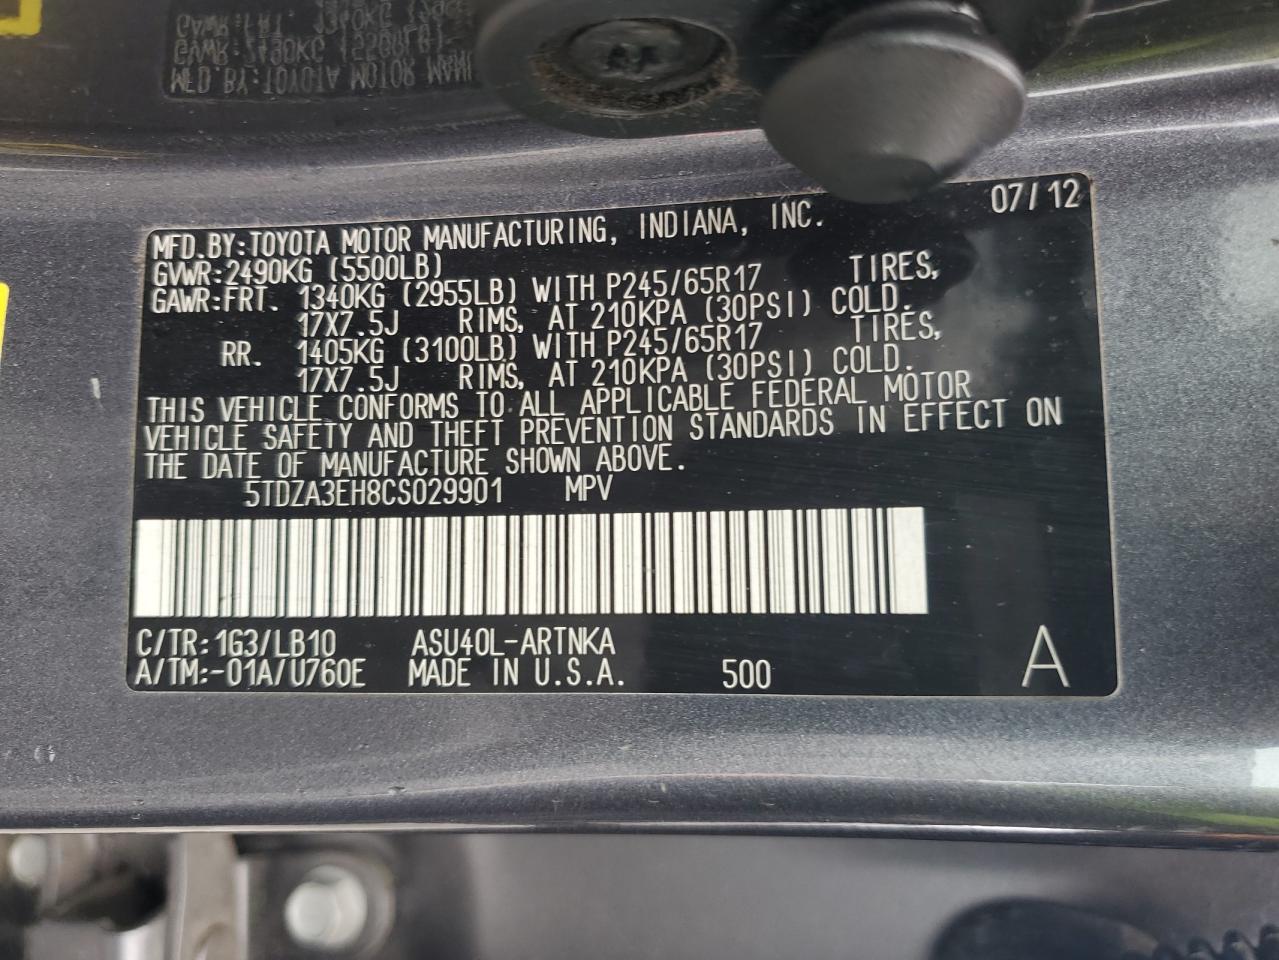 07/12
MFD.BY:TOYOTA MOTOR MANUFACTURING, INDIANA, INC.
GVWR:2490KG (5500LB)
GAWR:FRT. 1340KG (2955LB) WITH P245/65R17 TIRES,
17X7.5J RIMS, AT 210KPA (30PSI) COLD.
RR. 1405KG (3100LB) WITH P245/65R17 TIRES,
17X7.5J RIMS, AT 210KPA (30PSI) COLD.
THIS VEHICLE CONFORMS TO ALL APPLICABLE FEDERAL MOTOR
VEHICLE SAFETY AND THEFT PREVENTION STANDARDS IN EFFECT ON
THE DATE OF MANUFACTURE SHOWN ABOVE.
5TDZA3EH8CS029901 MPV
C/TR:1G3/LB10 ASU40L-ARTNKA
A/TM:-01A/U760E MADE IN U.S.A. 500 A